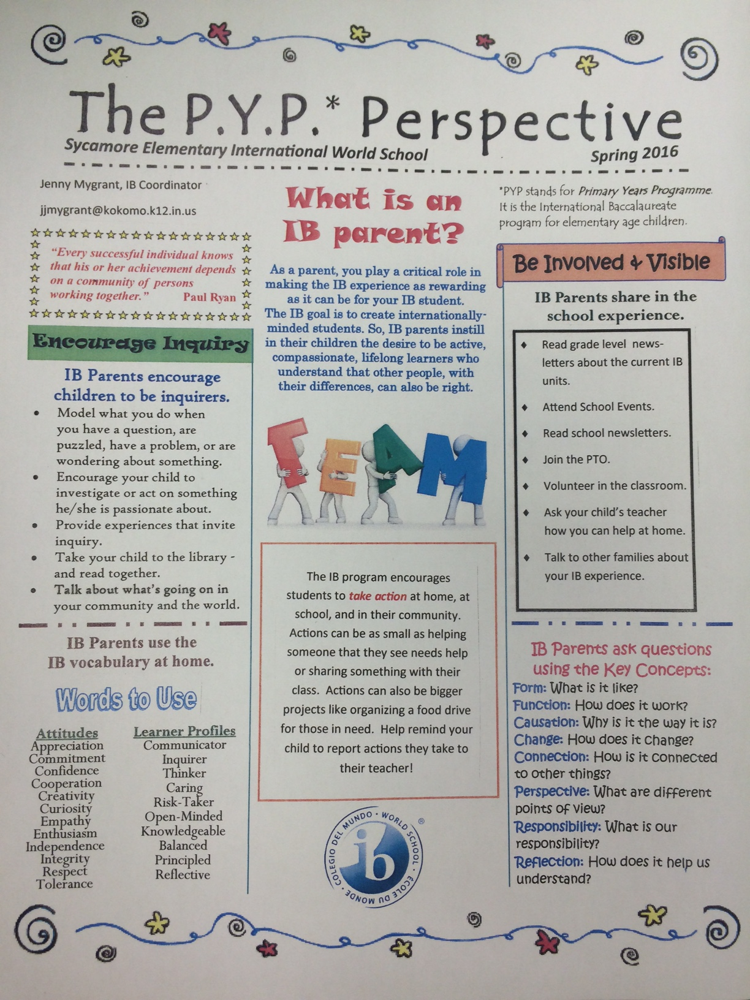 The P.Y.P.* Perspective
Sycamore Elementary International World School
Spring 2016
Jenny Mygrant, IB Coordinator
jjmygrant@kokomo.k12.in.us
“Every successful individual knows
that his or her achievement depends
on a community of persons
working together.” Paul Ryan
Encourage Inquiry
IB Parents encourage
children to be inquirers.
• Model what you do when
you have a question, are
puzzled, have a problem, or are
wondering about something.
• Encourage your child to
investigate or act on something
he/she is passionate about.
• Provide experiences that invite
inquiry.
• Take your child to the library -
and read together.
• Talk about what's going on in
your community and the world.
IB Parents use the
IB vocabulary at home.
Words to Use
Attitudes
Appreciation
Commitment
Confidence
Cooperation
Creativity
Curiosity
Empathy
Enthusiasm
Independence
Integrity
Respect
Tolerance
Learner Profiles
Communicator
Inquirer
Thinker
Caring
Risk-Taker
Open-Minded
Knowledgeable
Balanced
Principled
Reflective
What is an
IB parent?
As a parent, you play a critical role in
making the IB experience as rewarding
as it can be for your IB student.
The IB goal is to create internationally-
minded students. So, IB parents instill
in their children the desire to be active,
compassionate, lifelong learners who
understand that other people, with
their differences, can also be right.
TEAM
The IB program encourages
students to take action at home, at
school, and in their community.
Actions can be as small as helping
someone that they see needs help
or sharing something with their
class. Actions can also be bigger
projects like organizing a food drive
for those in need. Help remind your
child to report actions they take to
their teacher!
COLEGIO DEL MUNDO · WORLD SCHOOL · ÉCOLE DU MONDE ·
®
ib
*PYP stands for Primary Years Programme.
It is the International Baccalaureate
program for elementary age children.
Be Involved & Visible
IB Parents share in the
school experience.
♦ Read grade level news-
letters about the current IB
units.
♦ Attend School Events.
♦ Read school newsletters.
♦ Join the PTO.
♦ Volunteer in the classroom.
♦ Ask your child's teacher
how you can help at home.
♦ Talk to other families about
your IB experience.
IB Parents ask questions
using the Key Concepts:
Form: What is it like?
Function: How does it work?
Causation: Why is it the way it is?
Change: How does it change?
Connection: How is it connected
to other things?
Perspective: What are different
points of view?
Responsibility: What is our
responsibility?
Reflection: How does it help us
understand?